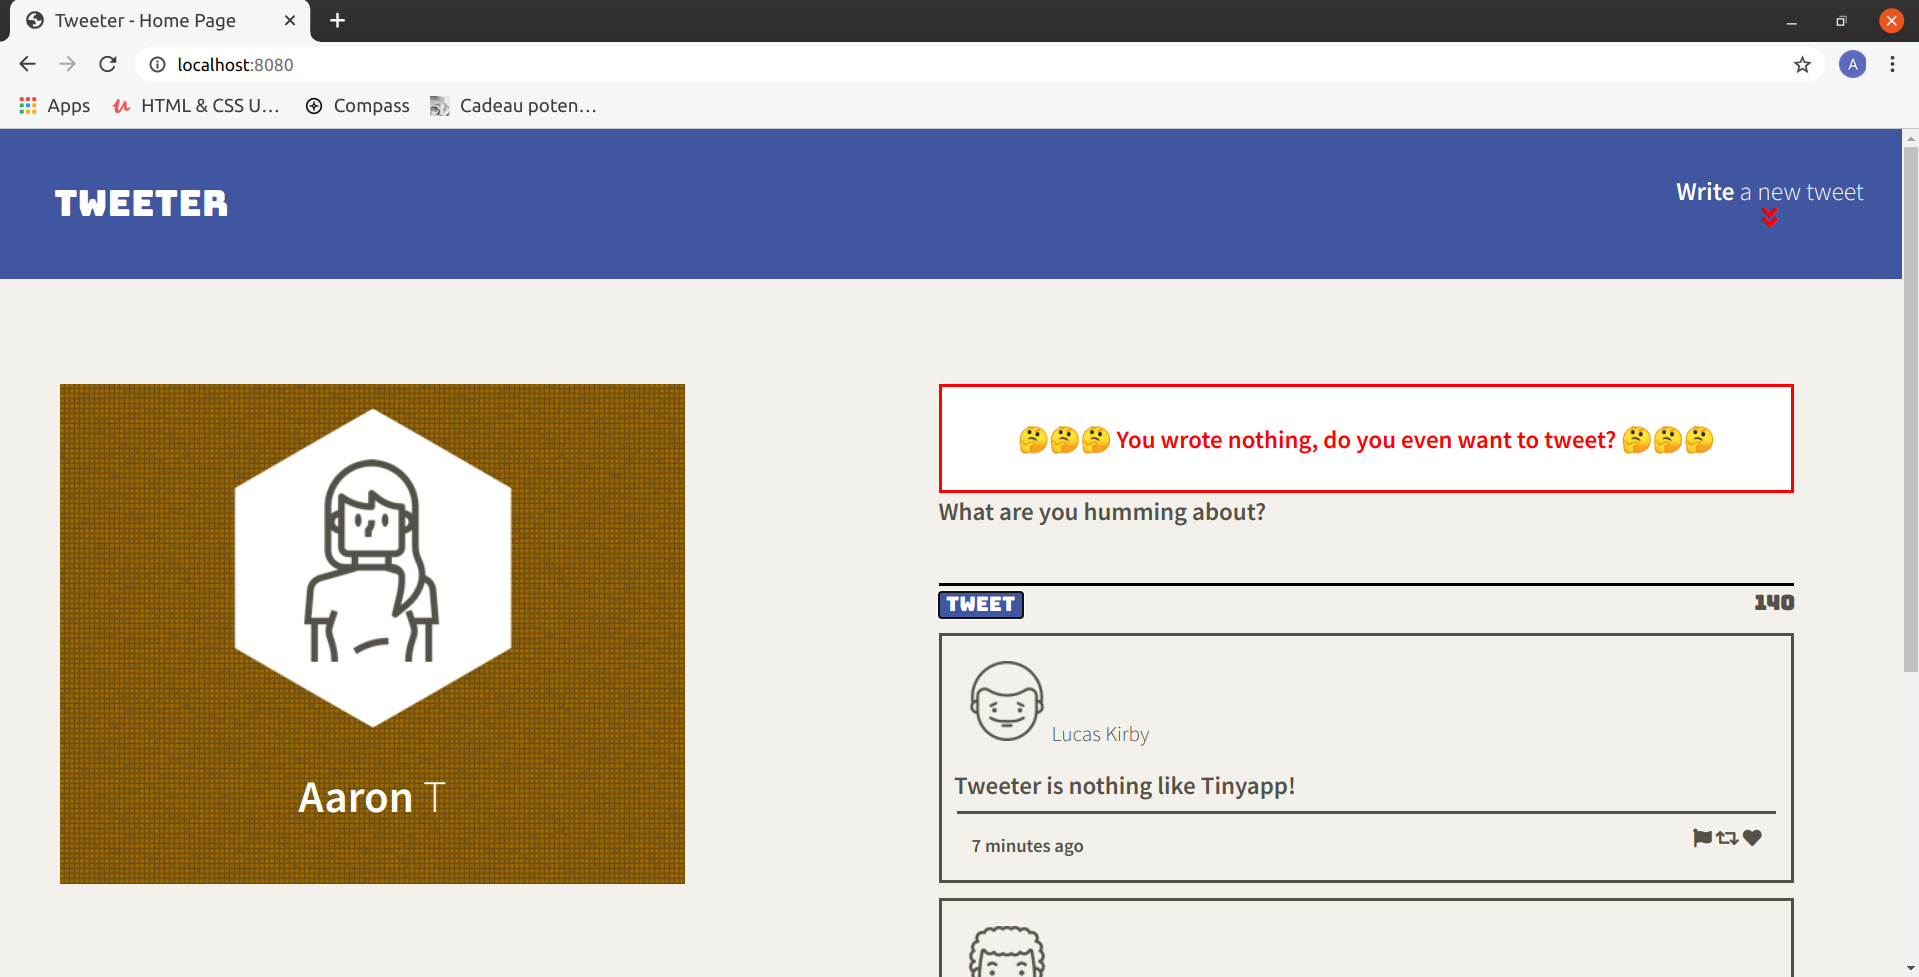 Tweeter - Home Page
localhost:8080
A
Apps
HTML & CSS U...
Compass
Cadeau poten...
TWEETER
Write a new tweet
🤔🤔🤔 You wrote nothing, do you even want to tweet? 🤔🤔🤔
What are you humming about?
TWEET
140
Lucas Kirby
Tweeter is nothing like Tinyapp!
7 minutes ago
Aaron T